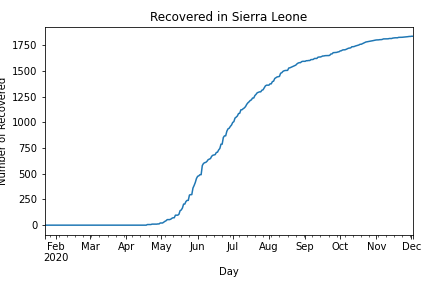 Recovered in Sierra Leone
Number of Recovered
1750
1500
1250
1000
750
500
250
0
Feb Mar Apr May Jun Jul Aug Sep Oct Nov Dec
2020
Day